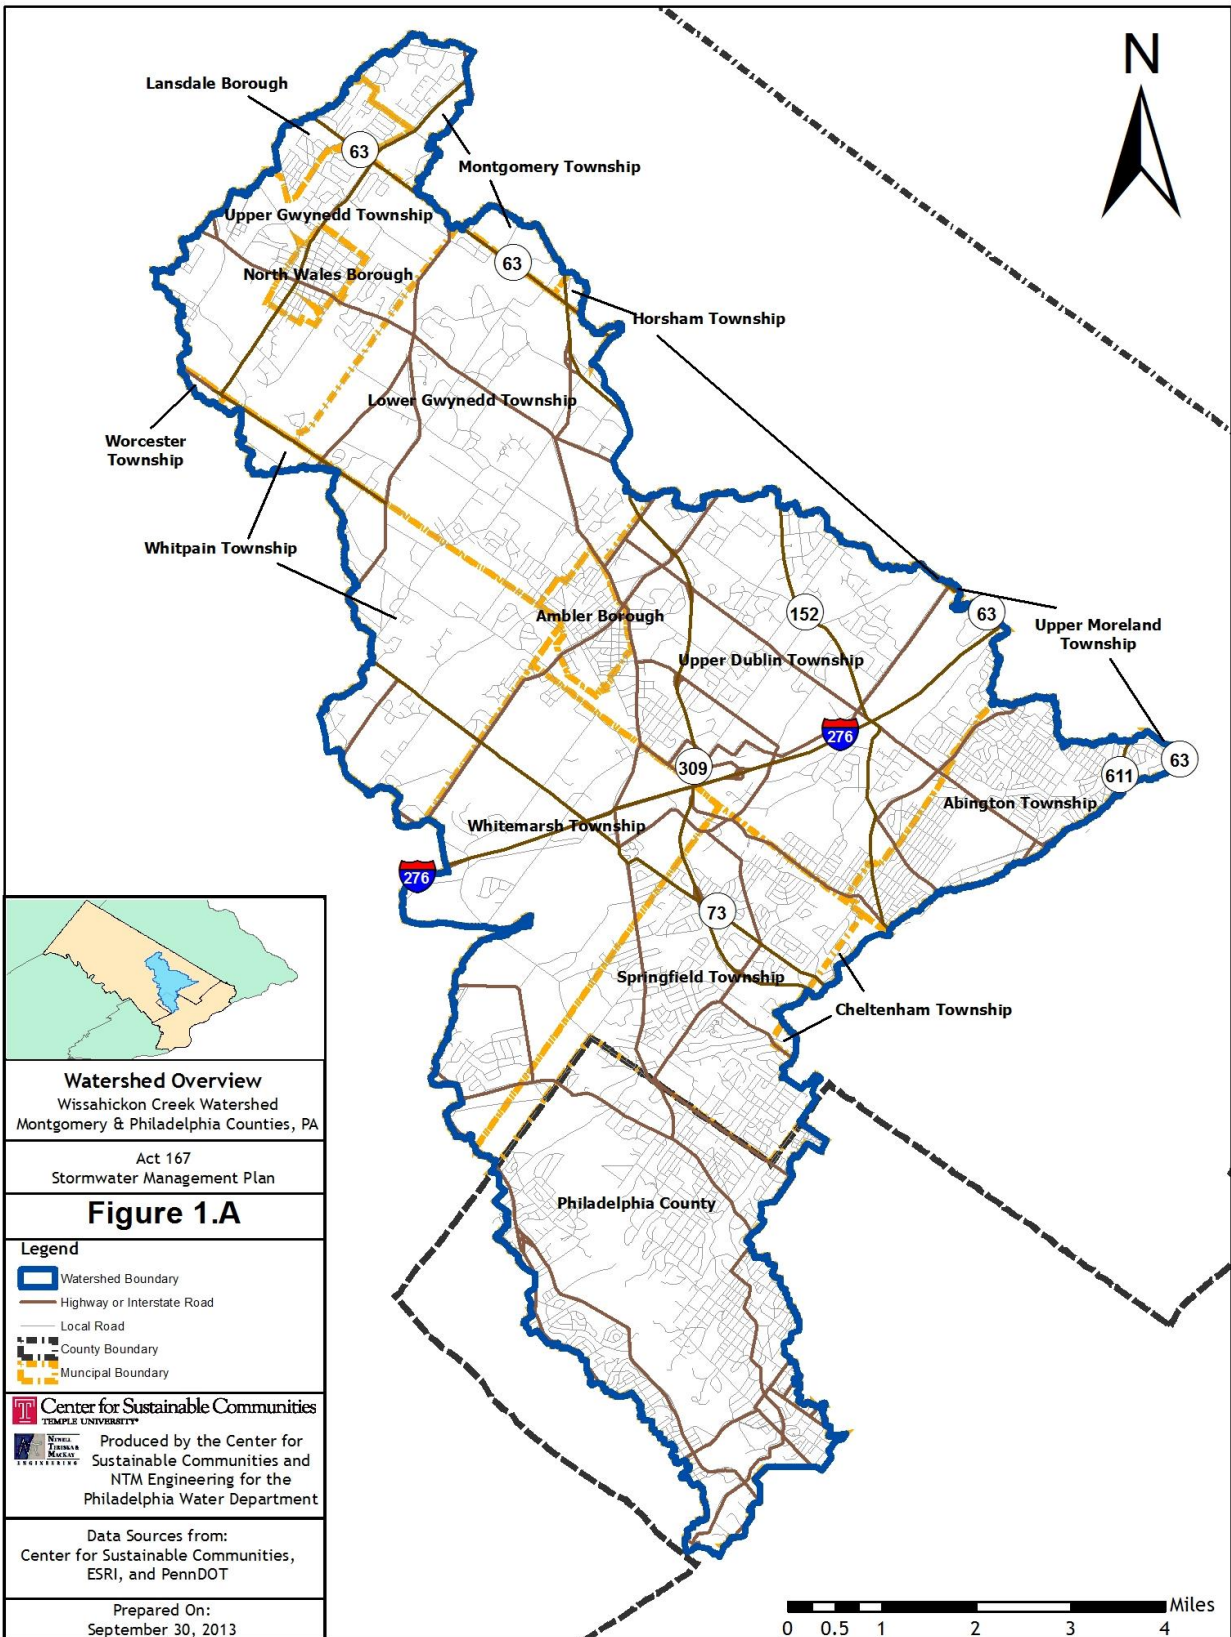 N
Lansdale Borough
63
Montgomery Township
Upper Gwynedd Township
63
North Wales Borough
Horsham Township
Lower Gwynedd Township
Worcester
Township
Whitpain Township
Ambler Borough
152
63
Upper Moreland
Township
Upper Dublin Township
276
309
63
611
Abington Township
Whitemarsh Township
276
73
Springfield Township
Cheltenham Township
Philadelphia County
Watershed Overview
Wissahickon Creek Watershed
Montgomery & Philadelphia Counties, PA
Act 167
Stormwater Management Plan
Figure 1.A
Legend
Watershed Boundary
Highway or Interstate Road
Local Road
County Boundary
Muncipal Boundary
Center for Sustainable Communities
TEMPLE UNIVERSITY®
NEWELL
TERESKA &
MACKAY
ENGINEERING
Produced by the Center for
Sustainable Communities and
NTM Engineering for the
Philadelphia Water Department
Data Sources from:
Center for Sustainable Communities,
ESRI, and PennDOT
Prepared On:
September 30, 2013
Miles
0 0.5 1 2 3 4